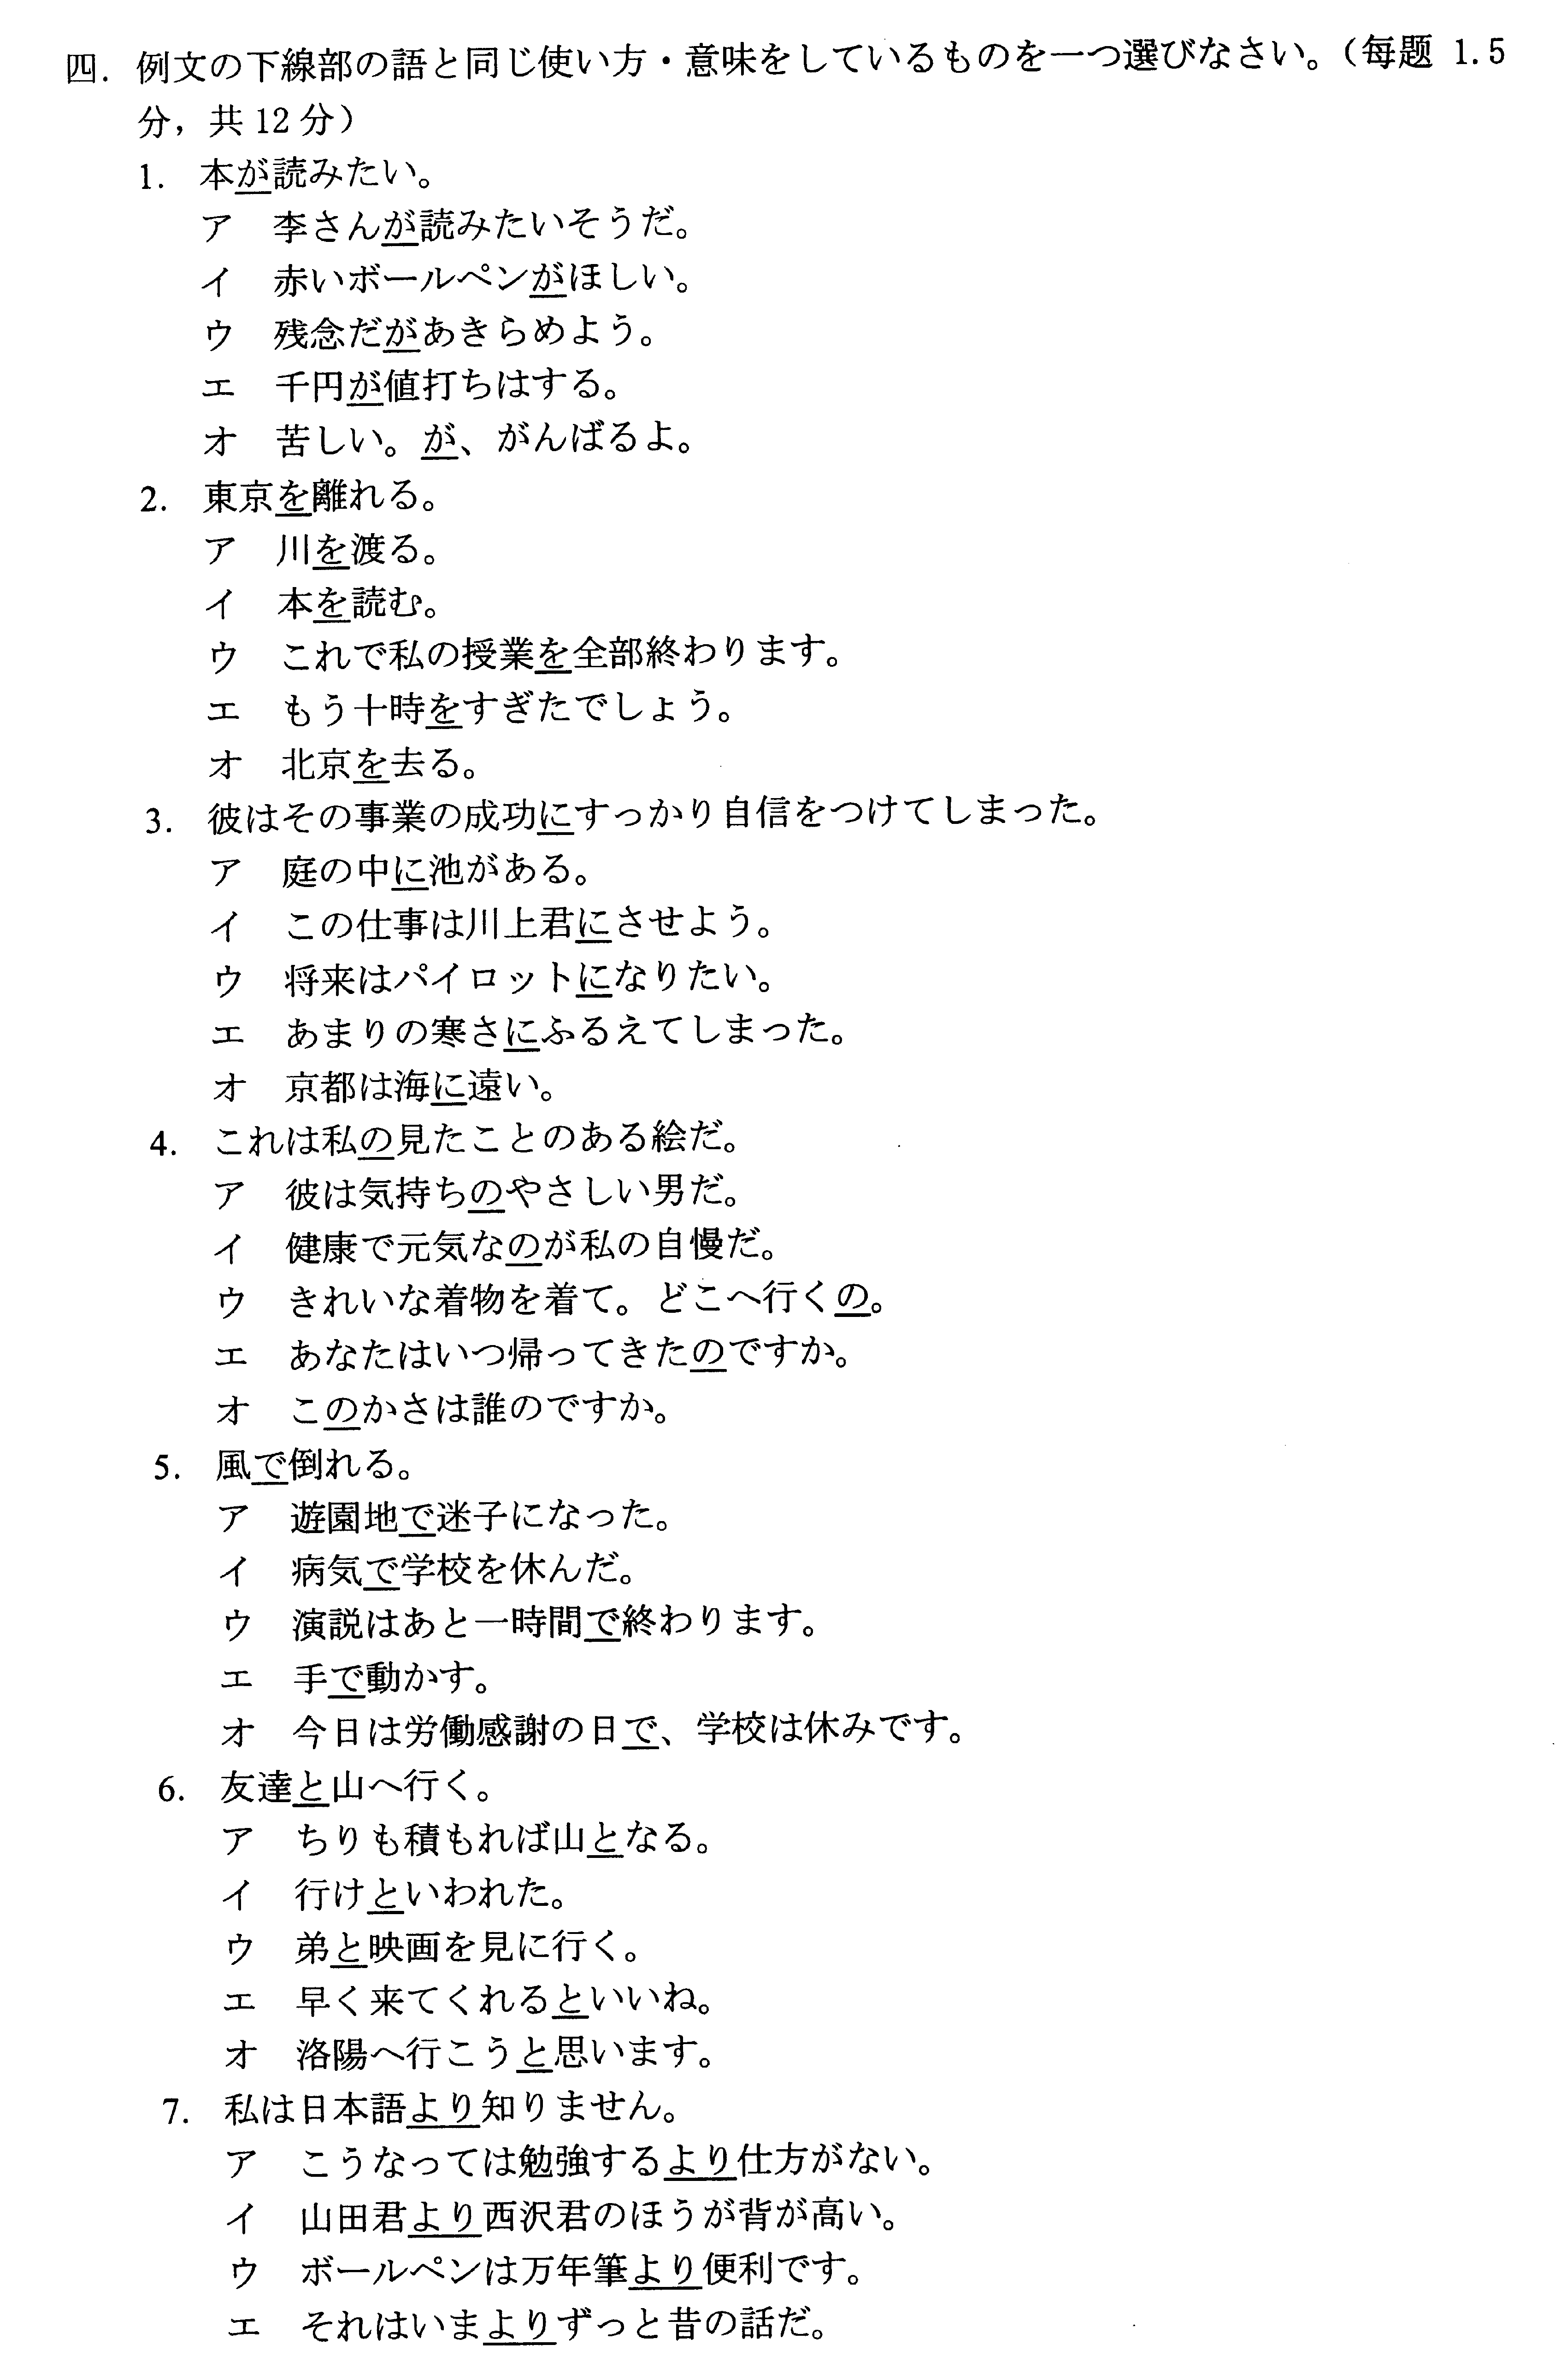 四. 例文の下線部の語と同じ使い方・意味をしているものを一つ選びなさい。（每题 1.5
分，共 12 分）
1. 本が読みたい。
ア 李さんが読みたいそうだ。
イ 赤いボールペンがほしい。
ウ 残念だがあきらめよう。
エ 千円が値打ちはする。
オ 苦しい。が、がんばるよ。
2. 東京を離れる。
ア 川を渡る。
イ 本を読む。
ウ これで私の授業を全部終わります。
エ もう十時をすぎたでしょう。
オ 北京を去る。
3. 彼はその事業の成功にすっかり自信をつけてしまった。
ア 庭の中に池がある。
イ この仕事は川上君にさせよう。
ウ 将来はパイロットになりたい。
エ あまりの寒さにふるえてしまった。
オ 京都は海に遠い。
4. これは私の見たことのある絵だ。
ア 彼は気持ちのやさしい男だ。
イ 健康で元気なのが私の自慢だ。
ウ きれいな着物を着て。どこへ行くの。
エ あなたはいつ帰ってきたのですか。
オ このかさは誰のですか。
5. 風で倒れる。
ア 遊園地で迷子になった。
イ 病気で学校を休んだ。
ウ 演説はあと一時間で終わります。
エ 手で動かす。
オ 今日は労働感謝の日で、学校は休みです。
6. 友達と山へ行く。
ア ちりも積もれば山となる。
イ 行けといわれた。
ウ 弟と映画を見に行く。
エ 早く来てくれるといいね。
オ 洛陽へ行こうと思います。
7. 私は日本語より知りません。
ア こうなっては勉強するより仕方がない。
イ 山田君より西沢君のほうが背が高い。
ウ ボールペンは万年筆より便利です。
エ それはいまよりずっと昔の話だ。